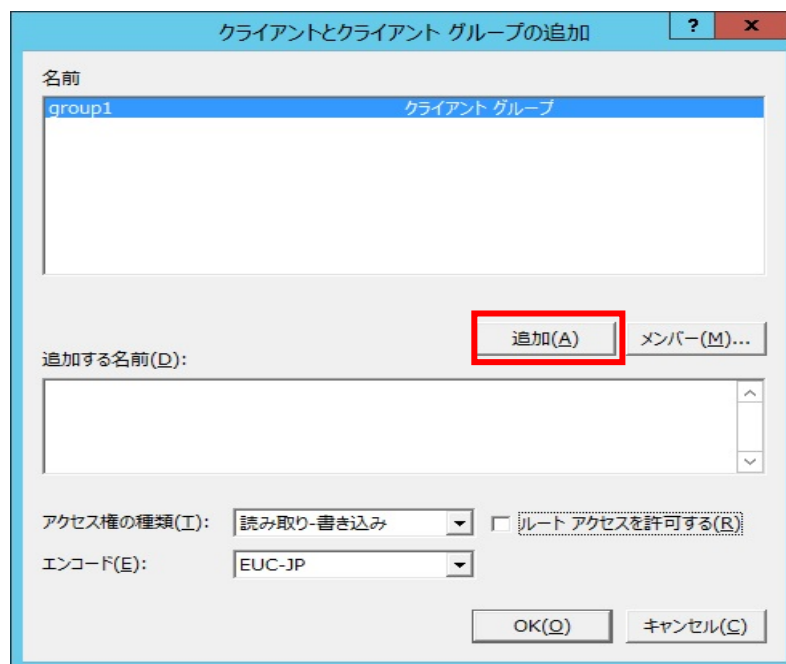 クライアントとクライアント グループの追加
? x
名前
group1 クライアント グループ
追加(A) メンバー(M)...
追加する名前(D):
アクセス権の種類(T): 読み取り-書き込み ルート アクセスを許可する(R)
エンコード(E): EUC-JP
OK(O) キャンセル(C)